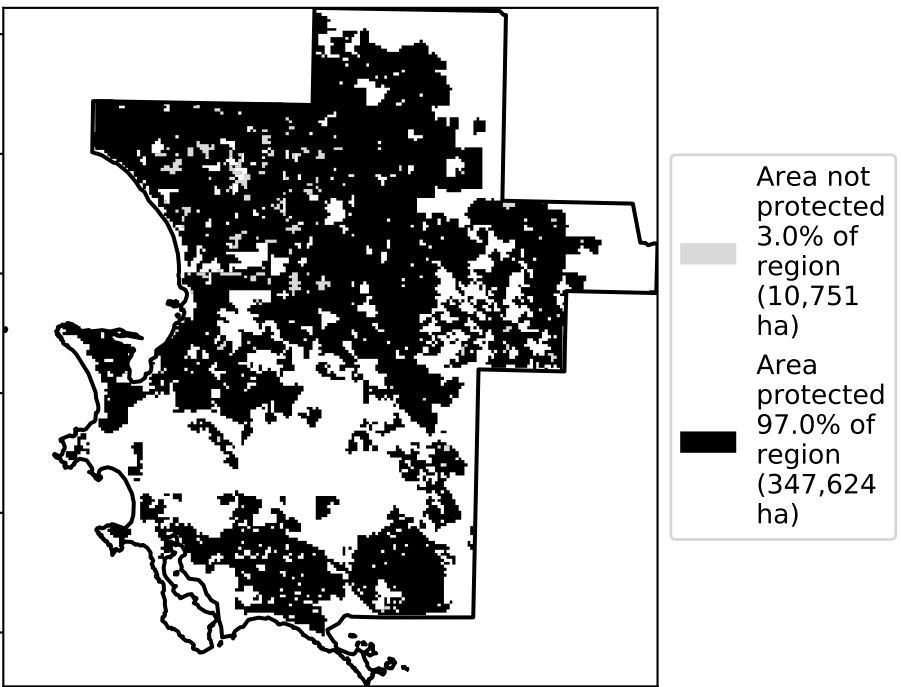 Area not
protected
3.0% of
region
(10,751
ha)
Area
protected
97.0% of
region
(347,624
ha)